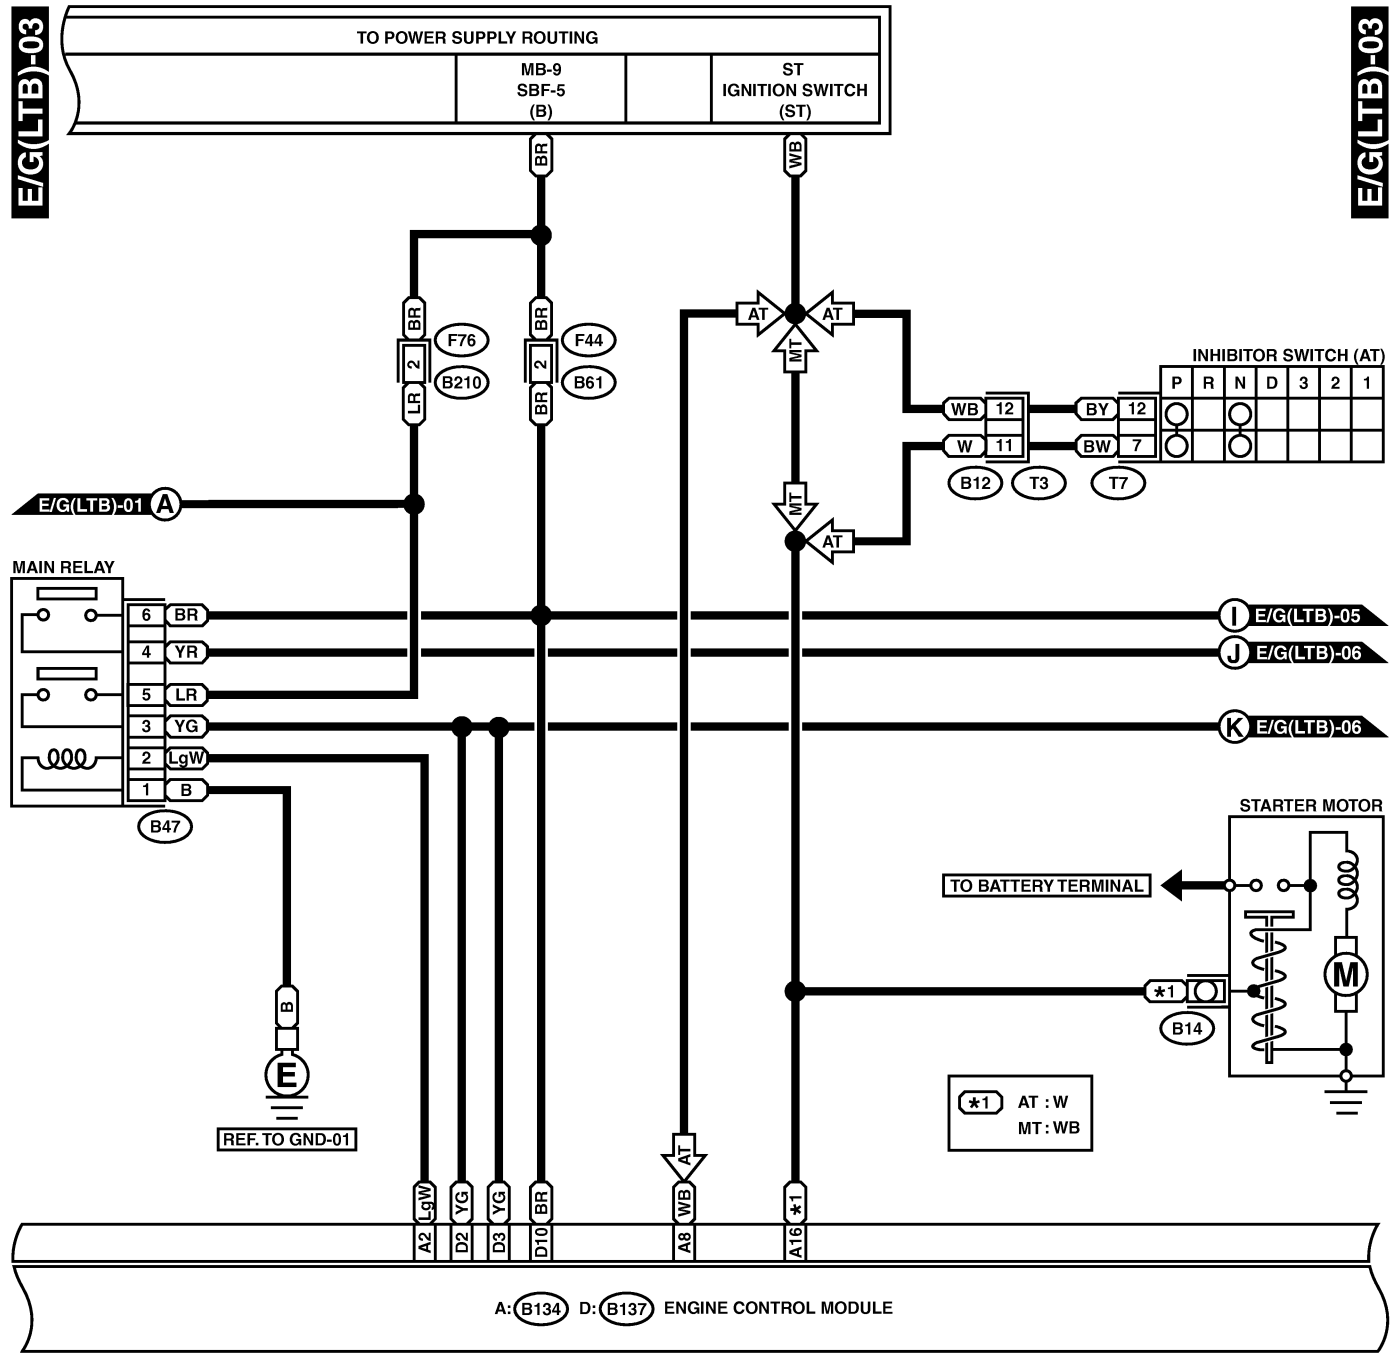 E/G(LTB)-03
E/G(LTB)-03
TO POWER SUPPLY ROUTING
MB-9
SBF-5
(B)
ST
IGNITION SWITCH
(ST)
BR
WB
BR
BR
F76
F44
2
2
B210
B61
LR
BR
AT
AT
MT
MT
AT
INHIBITOR SWITCH (AT)
P R N D 3 2 1
WB 12 BY 12
W 11 BW 7
B12 T3 T7
E/G(LTB)-01 A
MAIN RELAY
6 BR
4 YR
5 LR
3 YG
2 LgW
1 B
B47
I E/G(LTB)-05
J E/G(LTB)-06
K E/G(LTB)-06
STARTER MOTOR
TO BATTERY TERMINAL
M
*1
B14
B
E
REF. TO GND-01
*1 AT : W
MT : WB
AT
LgW YG YG BR WB *1
A2 D2 D3 D10 A8 A16
A: B134 D: B137 ENGINE CONTROL MODULE